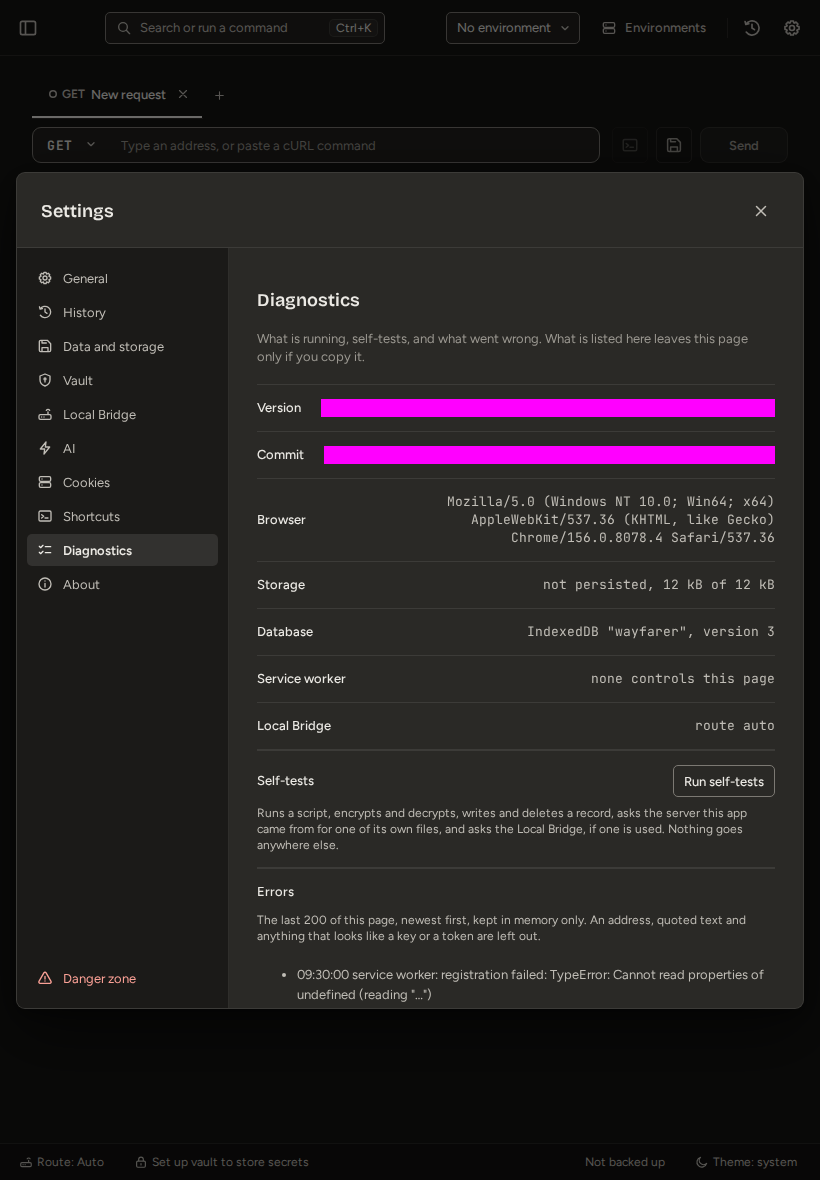 Search or run a command Ctrl+K No environment Environments
GET New request
GET Type an address, or paste a cURL command Send
Settings
General
History
Data and storage
Vault
Local Bridge
AI
Cookies
Shortcuts
Diagnostics
About
Danger zone
Diagnostics
What is running, self-tests, and what went wrong. What is listed here leaves this page
only if you copy it.
Version
Commit
Browser
Mozilla/5.0 (Windows NT 10.0; Win64; x64)
AppleWebKit/537.36 (KHTML, like Gecko)
Chrome/156.0.8078.4 Safari/537.36
Storage not persisted, 12 kB of 12 kB
Database IndexedDB "wayfarer", version 3
Service worker none controls this page
Local Bridge route auto
Self-tests Run self-tests
Runs a script, encrypts and decrypts, writes and deletes a record, asks the server this app
came from for one of its own files, and asks the Local Bridge, if one is used. Nothing goes
anywhere else.
Errors
The last 200 of this page, newest first, kept in memory only. An address, quoted text and
anything that looks like a key or a token are left out.
• 09:30:00 service worker: registration failed: TypeError: Cannot read properties of
undefined (reading "…")
Route: Auto Set up vault to store secrets Not backed up Theme: system